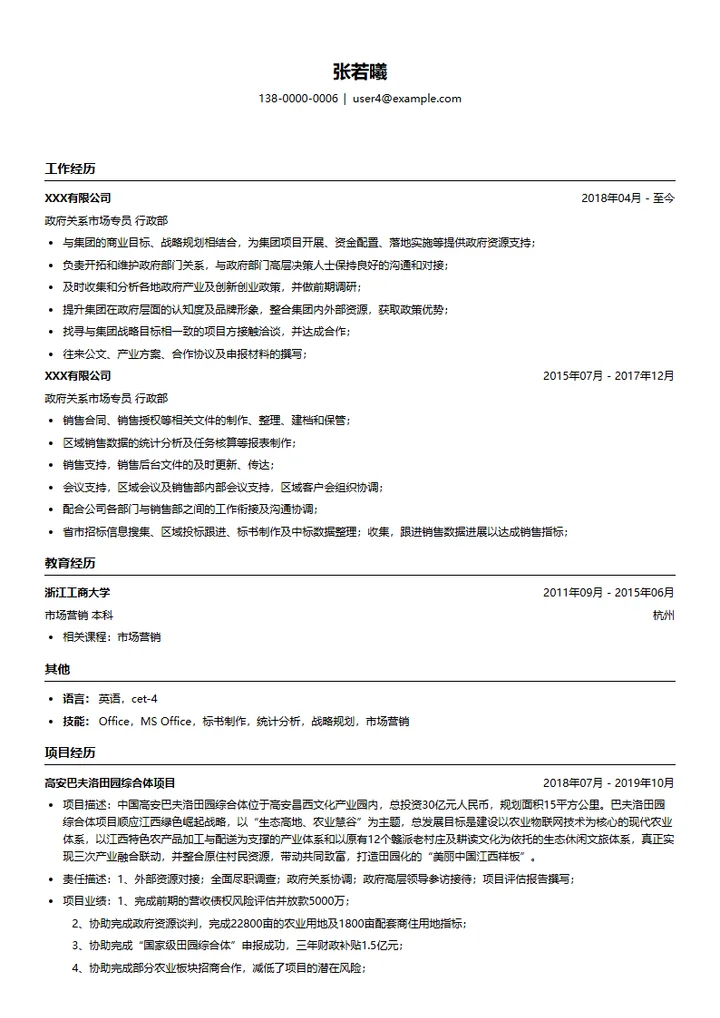 张若曦
138-0000-0006 | user4@example.com
工作经历
XXX有限公司 2018年04月 - 至今
政府关系市场专员 行政部
• 与集团的商业目标、战略规划相结合，为集团项目开展、资金配置、落地实施等提供政府资源支持；
• 负责开拓和维护政府部门关系，与政府部门高层决策人士保持良好的沟通和对接；
• 及时收集和分析各地政府产业及创新创业政策，并做前期调研；
• 提升集团在政府层面的认知度及品牌形象，整合集团内外部资源，获取政策优势；
• 找寻与集团战略目标相一致的项目方接触洽谈，并达成合作；
• 往来公文、产业方案、合作协议及申报材料的撰写；
XXX有限公司 2015年07月 - 2017年12月
政府关系市场专员 行政部
• 销售合同、销售授权等相关文件的制作、整理、建档和保管；
• 区域销售数据的统计分析及任务核算等报表制作；
• 销售支持，销售后台文件的及时更新、传达；
• 会议支持，区域会议及销售部内部会议支持，区域客户会组织协调；
• 配合公司各部门与销售部之间的工作衔接及沟通协调；
• 省市招标信息搜集、区域投标跟进、标书制作及中标数据整理；收集，跟进销售数据进展以达成销售指标；
教育经历
浙江工商大学 2011年09月 - 2015年06月
市场营销 本科 杭州
• 相关课程：市场营销
其他
• 语言： 英语，cet-4
• 技能： Office，MS Office，标书制作，统计分析，战略规划，市场营销
项目经历
高安巴夫洛田园综合体项目 2018年07月 - 2019年10月
• 项目描述：中国高安巴夫洛田园综合体位于高安昌西文化产业园内，总投资30亿元人民币，规划面积15平方公里。巴夫洛田园
综合体项目顺应江西绿色崛起战略，以“生态高地、农业慧谷”为主题，总发展目标是建设以农业物联网技术为核心的现代农业
体系，以江西特色农产品加工与配送为支撑的产业体系和以原有12个赣派老村庄及耕读文化为依托的生态休闲文旅体系，真正实
现三次产业融合联动，并整合原住村民资源，带动共同致富，打造田园化的“美丽中国江西样板”。
• 责任描述：1、外部资源对接；全面尽职调查；政府关系协调；政府高层领导参访接待；项目评估报告撰写；
• 项目业绩：1、完成前期的营收债权风险评估并放款5000万；
2、协助完成政府资源谈判，完成22800亩的农业用地及1800亩配套商住用地指标；
3、协助完成“国家级田园综合体”申报成功，三年财政补贴1.5亿元；
4、协助完成部分农业板块招商合作，减低了项目的潜在风险；